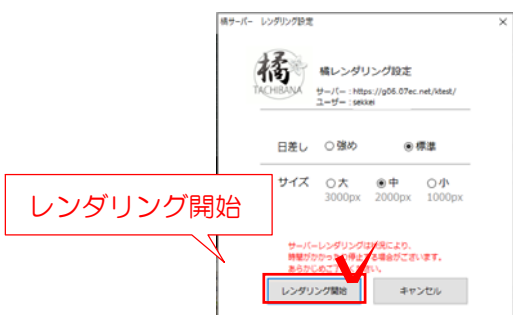 橘サーバー レンダリング設定
橘
TACHIBANA
橘レンダリング設定
サーバー：https://g06.07ec.net/ktest/
ユーザー：sekkei
日差し ○強め ◉標準
サイズ ○大 ◉中 ○小
3000px 2000px 1000px
レンダリング開始
サーバーレンダリングは状況により、
時間がかかったり停止する場合がございます。
あらかじめご了承ください。
レンダリング開始 キャンセル